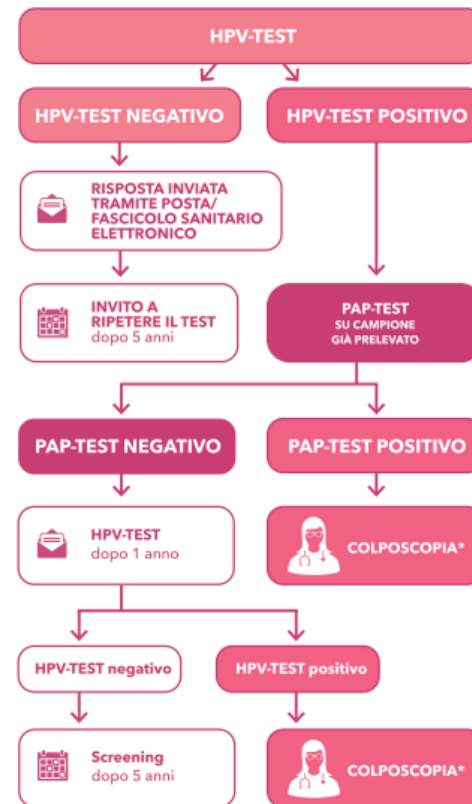 HPV-TEST
HPV-TEST NEGATIVO
HPV-TEST POSITIVO
RISPOSTA INVIATA
TRAMITE POSTA/
FASCICOLO SANITARIO
ELETTRONICO
INVITO A
RIPETERE IL TEST
dopo 5 anni
PAP-TEST
SU CAMPIONE
GIÀ PRELEVATO
PAP-TEST NEGATIVO
PAP-TEST POSITIVO
HPV-TEST
dopo 1 anno
COLPOSCOPIA*
HPV-TEST negativo
HPV-TEST positivo
Screening
dopo 5 anni
COLPOSCOPIA*